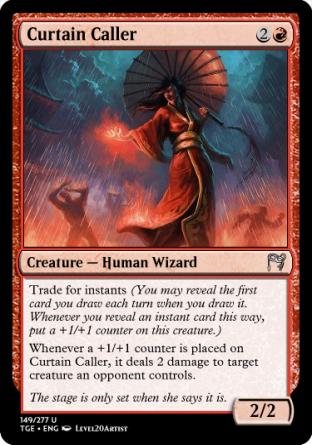 Curtain Caller 2
Creature — Human Wizard
Trade for instants (You may reveal the first
card you draw each turn when you draw it.
Whenever you reveal an instant card this way,
put a +1/+1 counter on this creature.)
Whenever a +1/+1 counter is placed on
Curtain Caller, it deals 2 damage to target
creature an opponent controls.
The stage is only set when she says it is.
2/2
149/277 U
TGE • ENG Level20Artist